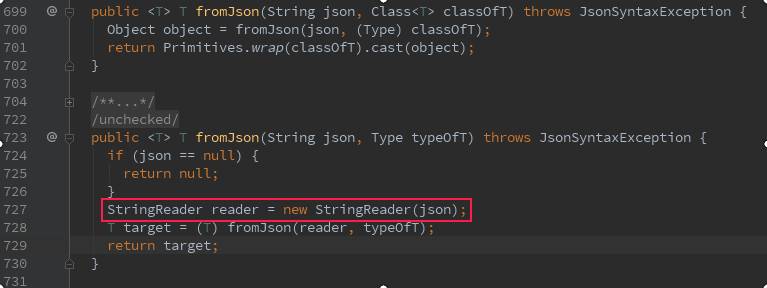 699 @ public <T> T fromJson(String json, Class<T> classOfT) throws JsonSyntaxException {
700 Object object = fromJson(json, (Type) classOfT);
701 return Primitives.wrap(classOfT).cast(object);
702 }
703
704 /**...*/
722 /unchecked/
723 @ public <T> T fromJson(String json, Type typeOfT) throws JsonSyntaxException {
724 if (json == null) {
725 return null;
726 }
727 StringReader reader = new StringReader(json);
728 T target = (T) fromJson(reader, typeOfT);
729 return target;
730 }
731